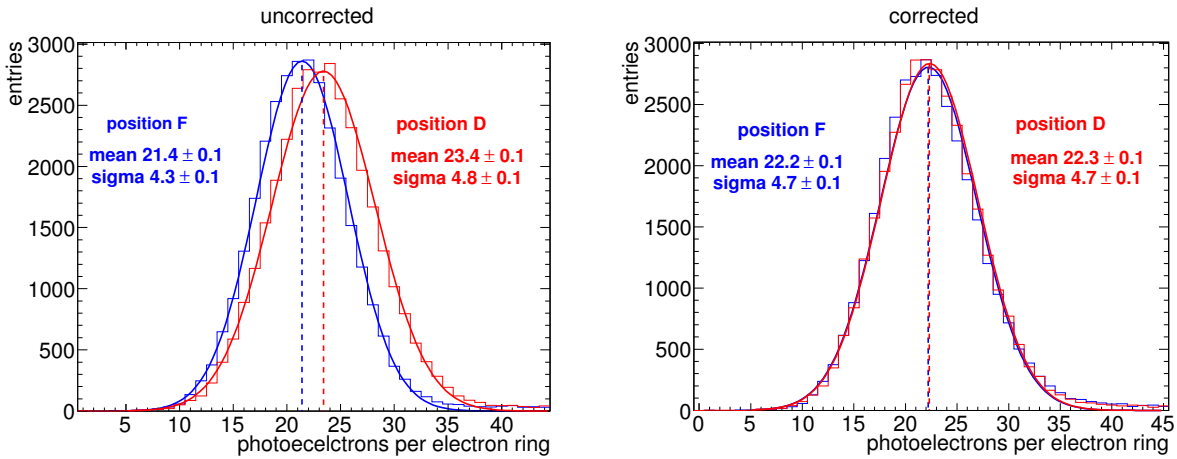 uncorrected
entries
3000
2500
2000
1500
1000
500
0
position F
mean 21.4 ± 0.1
sigma 4.3 ± 0.1
position D
mean 23.4 ± 0.1
sigma 4.8 ± 0.1
5 10 15 20 25 30 35 40
photoecelctrons per electron ring
corrected
entries
3000
2500
2000
1500
1000
500
0
position F
mean 22.2 ± 0.1
sigma 4.7 ± 0.1
position D
mean 22.3 ± 0.1
sigma 4.7 ± 0.1
0 5 10 15 20 25 30 35 40 45
photoelectrons per electron ring